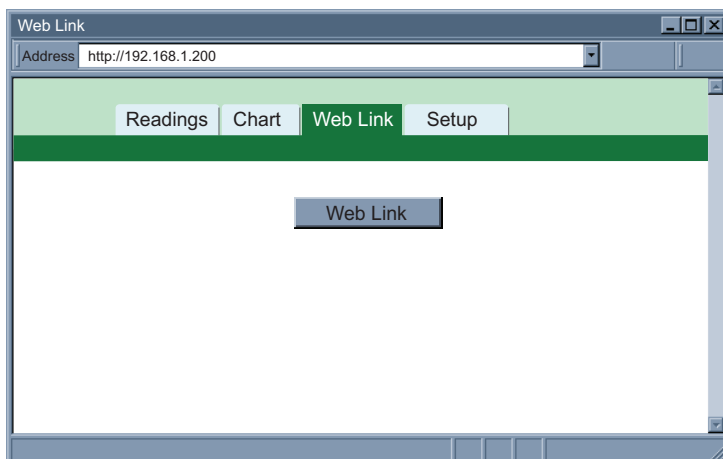 Web Link
Address http://192.168.1.200
Readings Chart Web Link Setup
Web Link